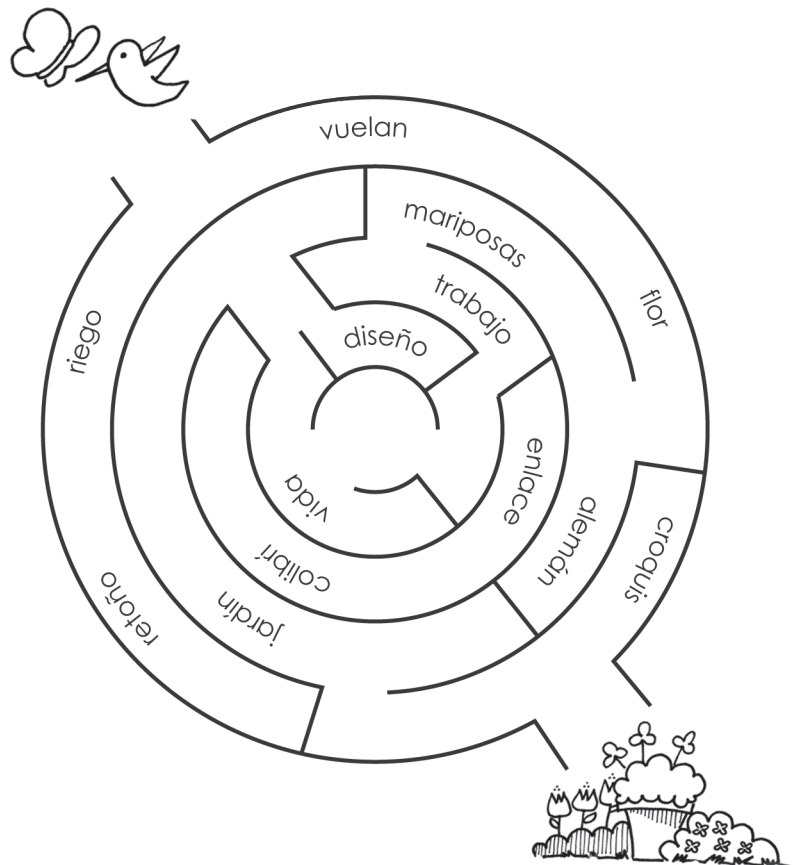 vuelan
mariposas
flor
trabajo
riego
diseño
enlace
vida
alemán
croquis
colibrí
retoño
jardín